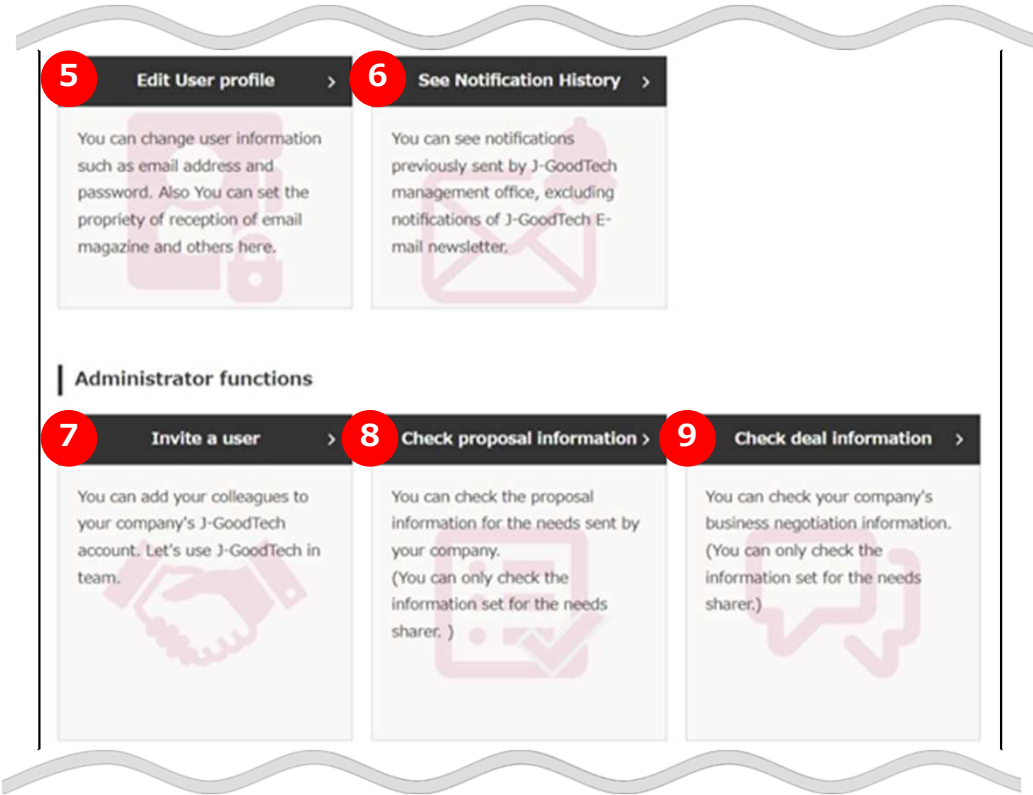 5 Edit User profile >
You can change user information
such as email address and
password. Also You can set the
propriety of reception of email
magazine and others here.
6 See Notification History >
You can see notifications
previously sent by J-GoodTech
management office, excluding
notifications of J-GoodTech E-
mail newsletter.
Administrator functions
7 Invite a user >
You can add your colleagues to
your company's J-GoodTech
account. Let's use J-GoodTech in
team.
8 Check proposal information >
You can check the proposal
information for the needs sent by
your company.
(You can only check the
information set for the needs
sharer. )
9 Check deal information >
You can check your company's
business negotiation information.
(You can only check the
information set for the needs
sharer.)